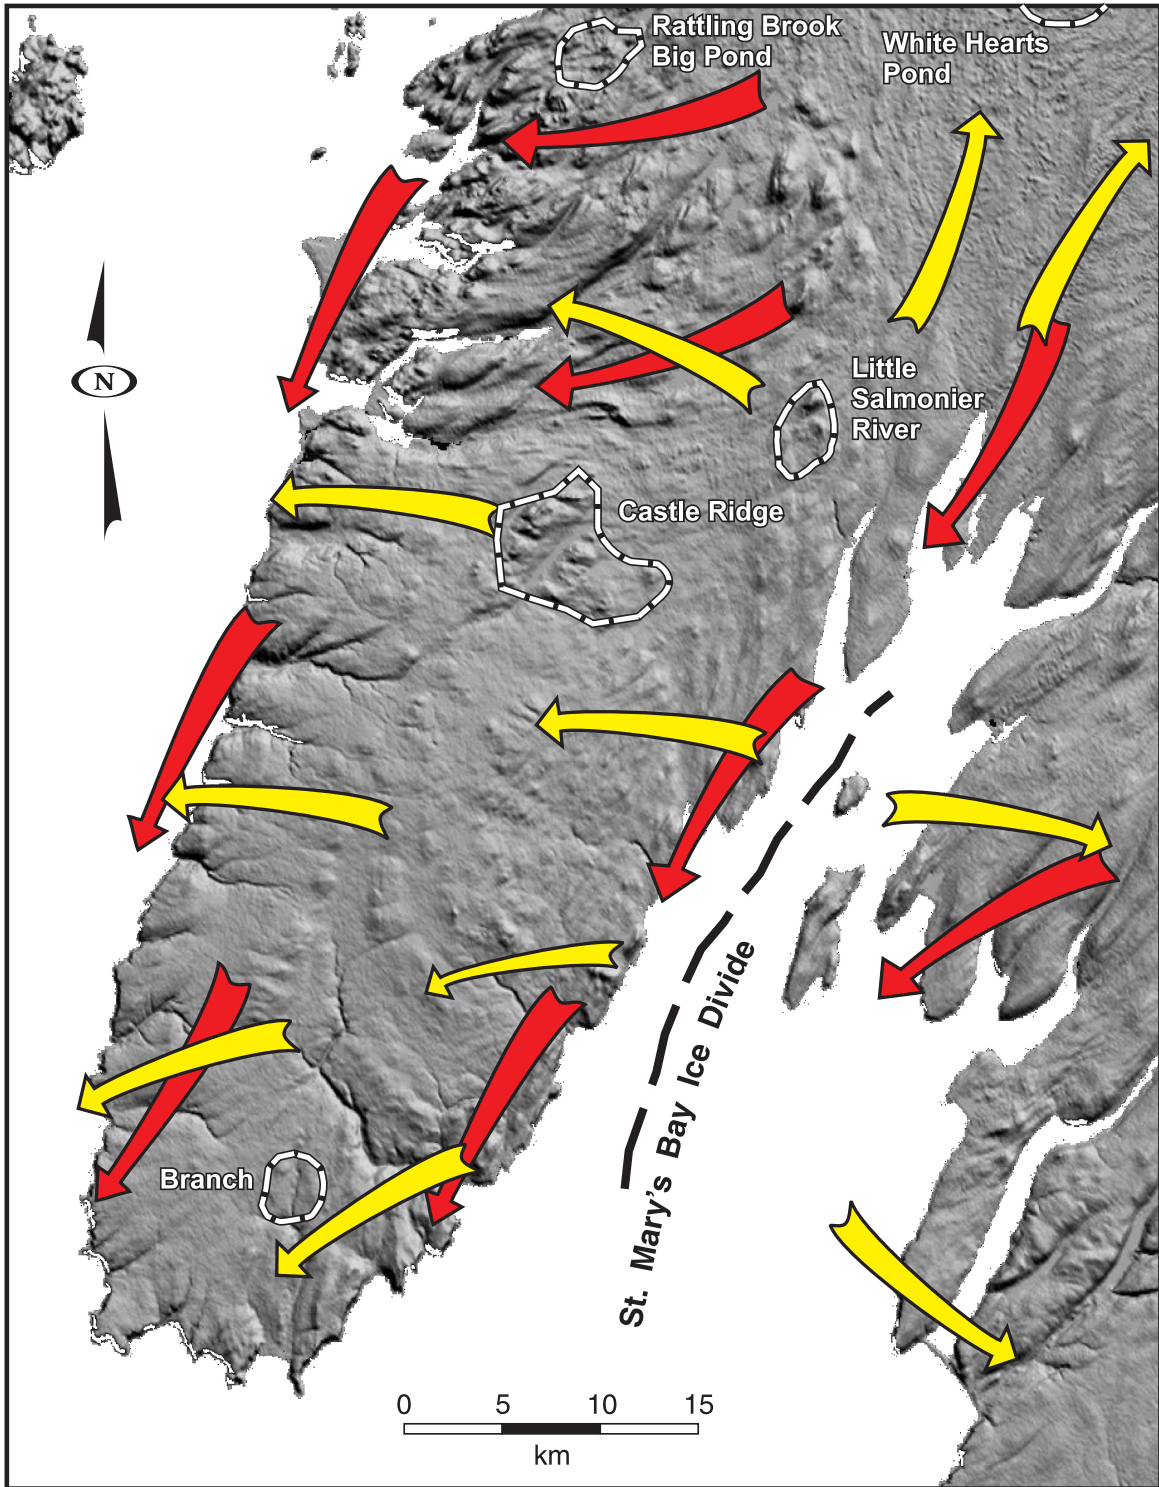 Rattling Brook
Big Pond
White Hearts
Pond
N
Little
Salmonier
River
Castle Ridge
St. Mary's Bay Ice Divide
Branch
0 5 10 15
km